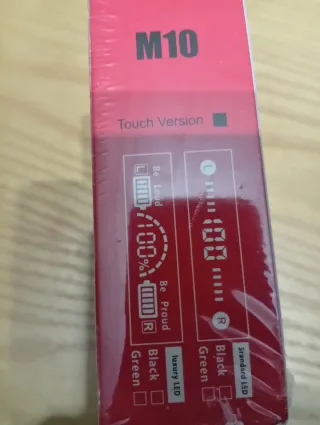 M10
Touch Version
L
Be Loud
100%
Be Proud
R
luxury LED
Black
Green
L
100
R
Standard LED
Black
Green